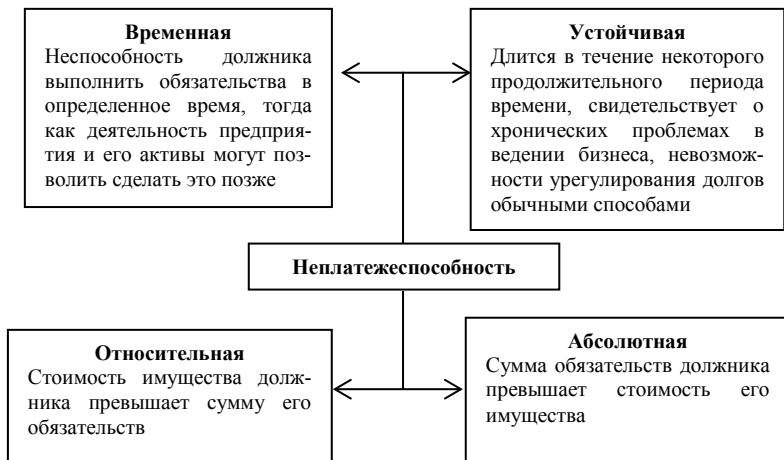 Временная
Неспособность должника
выполнить обязательства в
определенное время, тогда
как деятельность предприя-
тия и его активы могут поз-
волить сделать это позже
Устойчивая
Длится в течение некоторого
продолжительного периода
времени, свидетельствует о
хронических проблемах в
ведении бизнеса, невозмож-
ности урегулирования долгов
обычными способами
Неплатежеспособность
Относительная
Стоимость имущества долж-
ника превышает сумму его
обязательств
Абсолютная
Сумма обязательств должника
превышает стоимость его
имущества